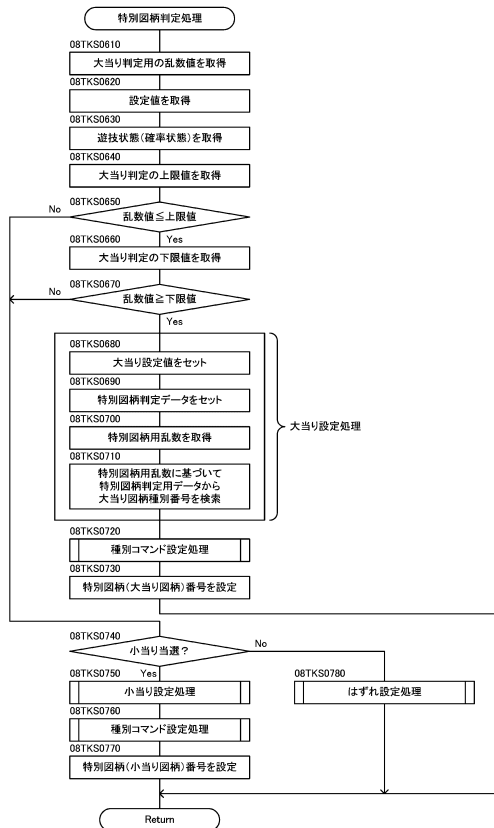 特別図柄判定処理
08TKS0610
大当り判定用の乱数値を取得
08TKS0620
設定値を取得
08TKS0630
遊技状態(確率状態)を取得
08TKS0640
大当り判定の上限値を取得
08TKS0650
No
乱数値≦上限値
Yes
08TKS0660
大当り判定の下限値を取得
08TKS0670
No
乱数値≧下限値
Yes
08TKS0680
大当り設定値をセット
08TKS0690
特別図柄判定データをセット
08TKS0700
特別図柄用乱数を取得
08TKS0710
特別図柄用乱数に基づいて
特別図柄判定用データから
大当り図柄種別番号を検索
大当り設定処理
08TKS0720
種別コマンド設定処理
08TKS0730
特別図柄(大当り図柄)番号を設定
08TKS0740
小当り当選?
No
Yes
08TKS0750
小当り設定処理
08TKS0780
はずれ設定処理
08TKS0760
種別コマンド設定処理
08TKS0770
特別図柄(小当り図柄)番号を設定
Return